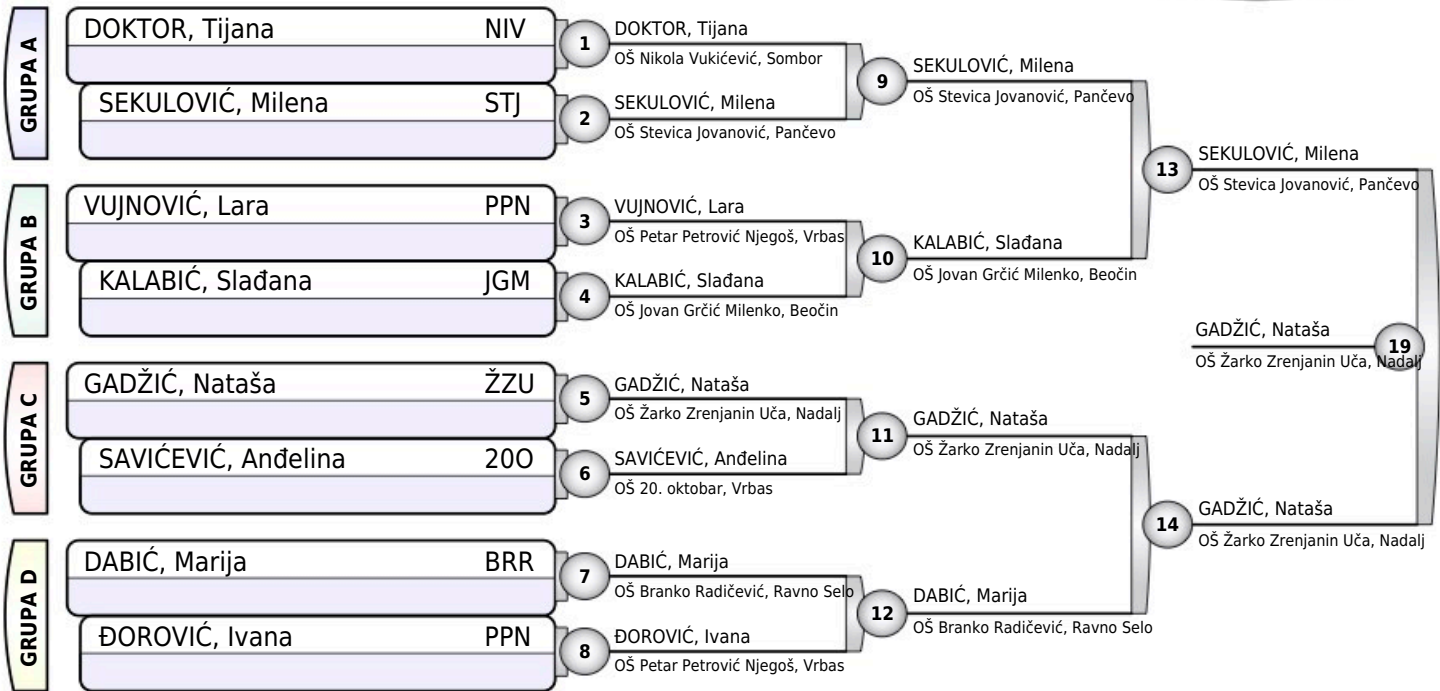 GRUPA A
DOKTOR, Tijana NIV
SEKULOVIĆ, Milena STJ
GRUPA B
VUJNOVIĆ, Lara PPN
KALABIĆ, Slađana JGM
GRUPA C
GADŽIĆ, Nataša ŽZU
SAVIĆEVIĆ, Anđelina 20O
GRUPA D
DABIĆ, Marija BRR
ĐOROVIĆ, Ivana PPN
1
DOKTOR, Tijana
OŠ Nikola Vukićević, Sombor
2
SEKULOVIĆ, Milena
OŠ Stevica Jovanović, Pančevo
3
VUJNOVIĆ, Lara
OŠ Petar Petrović Njegoš, Vrbas
4
KALABIĆ, Slađana
OŠ Jovan Grčić Milenko, Beočin
5
GADŽIĆ, Nataša
OŠ Žarko Zrenjanin Uča, Nadalj
6
SAVIĆEVIĆ, Anđelina
OŠ 20. oktobar, Vrbas
7
DABIĆ, Marija
OŠ Branko Radičević, Ravno Selo
8
ĐOROVIĆ, Ivana
OŠ Petar Petrović Njegoš, Vrbas
9
SEKULOVIĆ, Milena
OŠ Stevica Jovanović, Pančevo
10
KALABIĆ, Slađana
OŠ Jovan Grčić Milenko, Beočin
11
GADŽIĆ, Nataša
OŠ Žarko Zrenjanin Uča, Nadalj
12
DABIĆ, Marija
OŠ Branko Radičević, Ravno Selo
13
SEKULOVIĆ, Milena
OŠ Stevica Jovanović, Pančevo
14
GADŽIĆ, Nataša
OŠ Žarko Zrenjanin Uča, Nadalj
GADŽIĆ, Nataša
19
OŠ Žarko Zrenjanin Uča, Nadalj